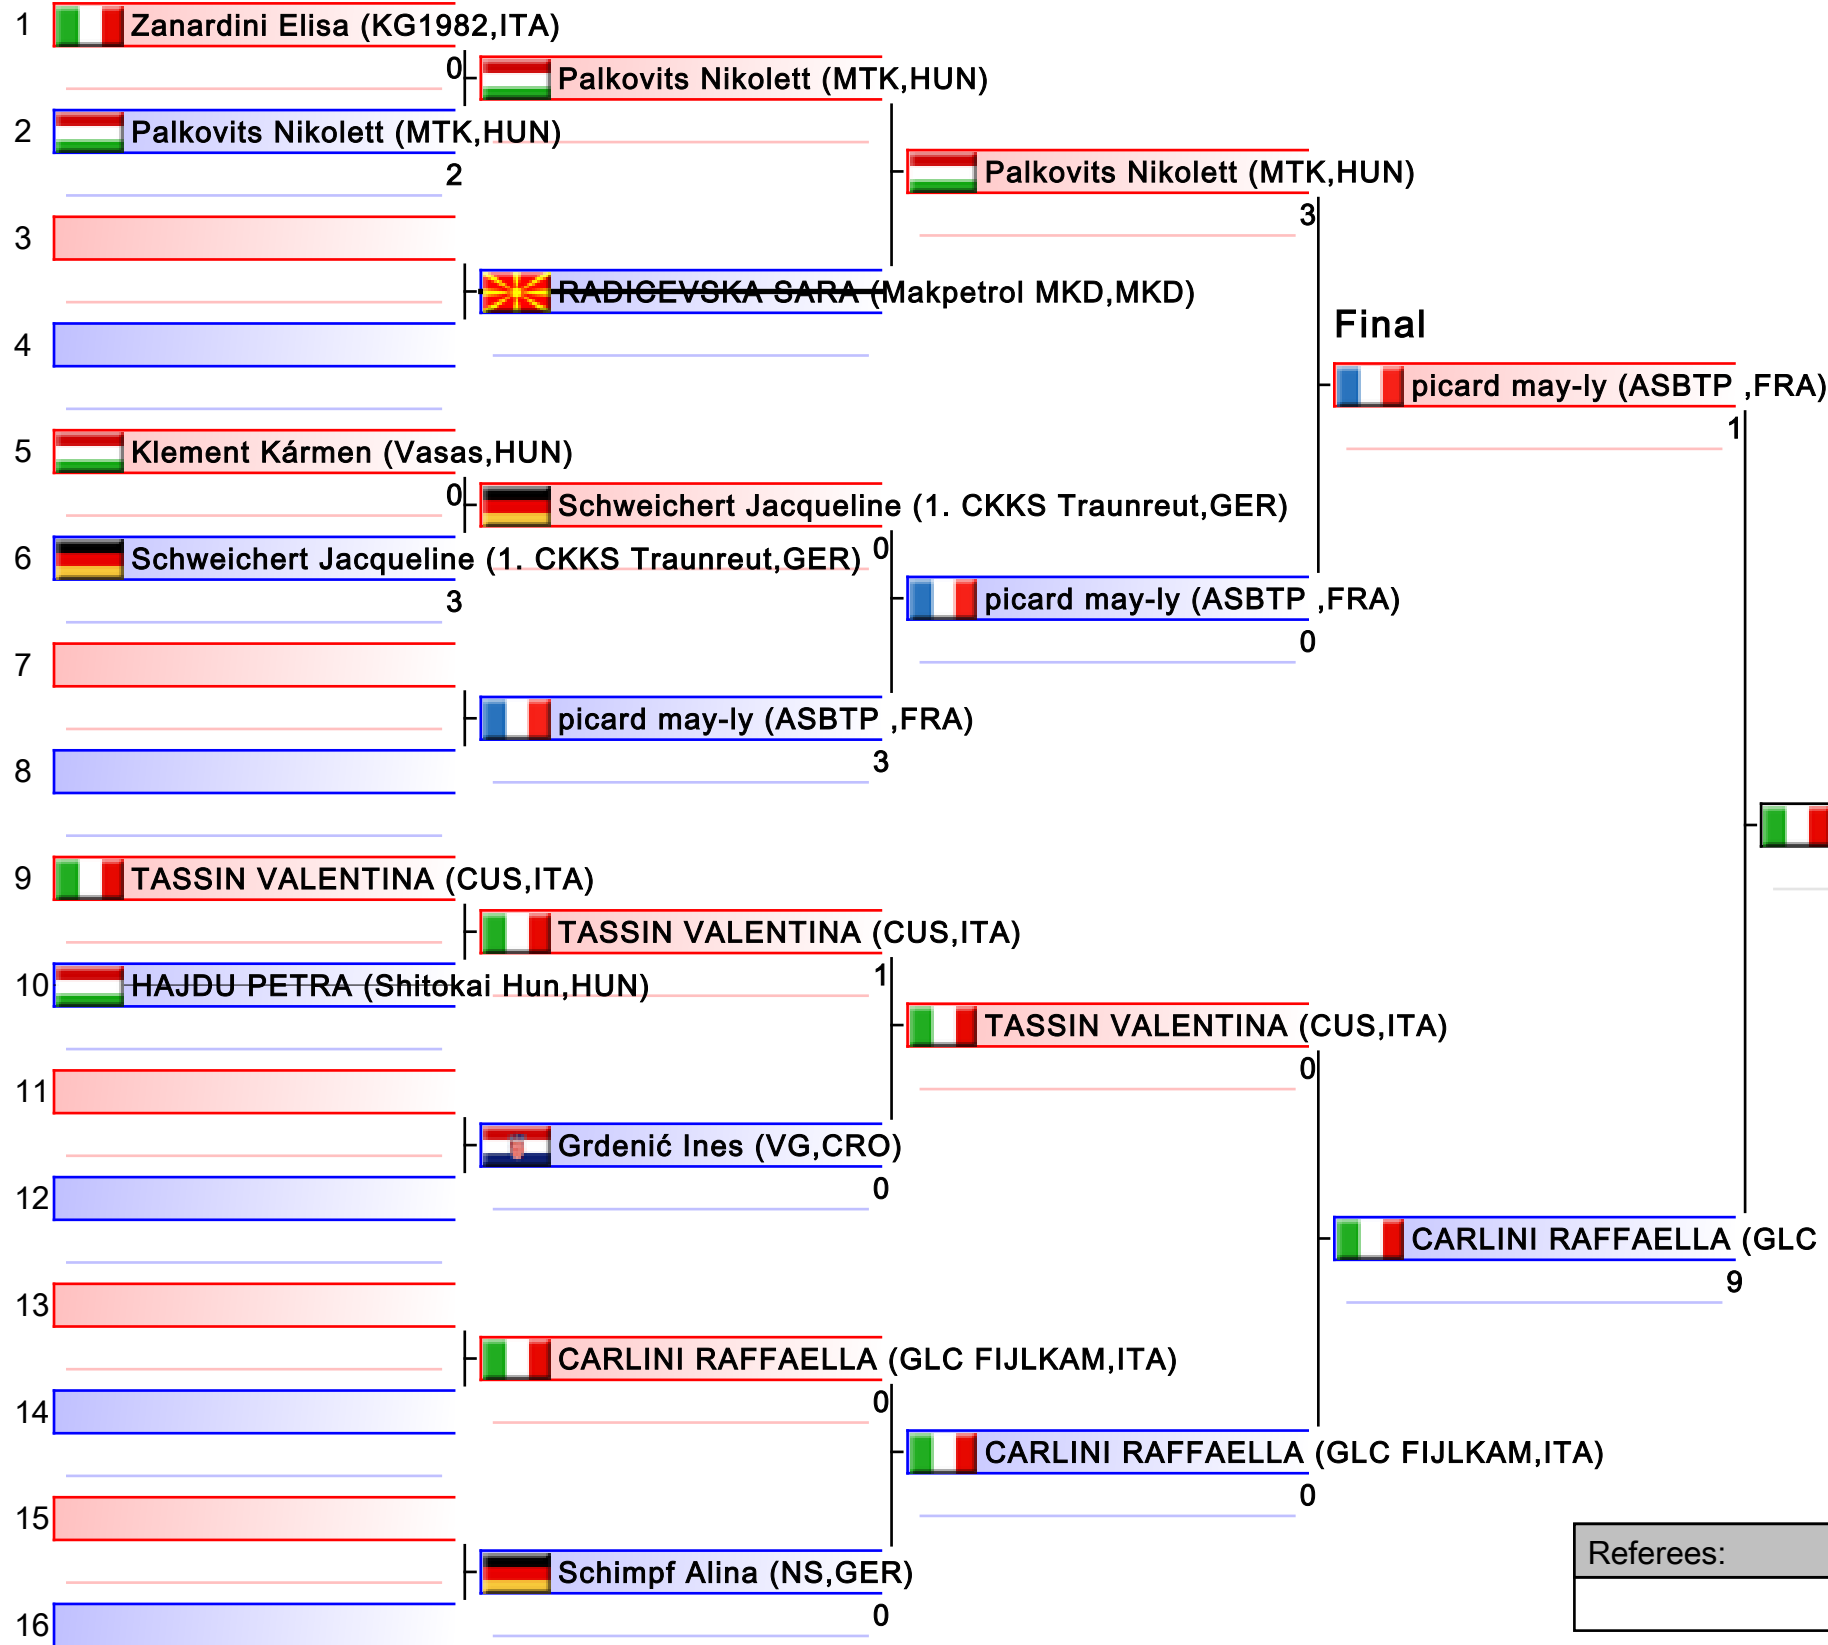 1 Zanardini Elisa (KG1982,ITA)
0 Palkovits Nikolett (MTK,HUN)
2 Palkovits Nikolett (MTK,HUN)
2 Palkovits Nikolett (MTK,HUN)
3
3
RADICEVSKA SARA (Makpetrol MKD,MKD)
4
Final
picard may-ly (ASBTP ,FRA)
1
5 Klement Kármen (Vasas,HUN)
0 Schweichert Jacqueline (1. CKKS Traunreut,GER)
6 Schweichert Jacqueline (1. CKKS Traunreut,GER) 0
3 picard may-ly (ASBTP ,FRA)
0
7
picard may-ly (ASBTP ,FRA)
8 3
9 TASSIN VALENTINA (CUS,ITA)
TASSIN VALENTINA (CUS,ITA)
10 HAJDU PETRA (Shitokai Hun,HUN) 1
TASSIN VALENTINA (CUS,ITA)
0
11
Grdenić Ines (VG,CRO)
12 0
CARLINI RAFFAELLA (GLC
9
13
CARLINI RAFFAELLA (GLC FIJLKAM,ITA)
14 0
CARLINI RAFFAELLA (GLC FIJLKAM,ITA)
0
15
Referees:
Schimpf Alina (NS,GER)
16 0